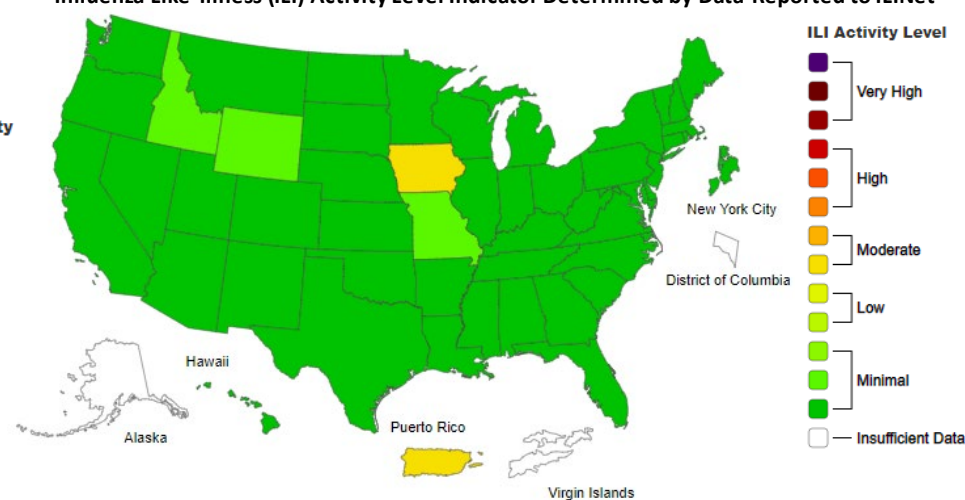 Influenza-Like Illness (ILI) Activity Level Indicator Determined by Data Reported to ILINet
ILI Activity Level
Very High
High
Moderate
Low
Minimal
Insufficient Data
New York City
District of Columbia
Hawaii
Alaska
Puerto Rico
Virgin Islands